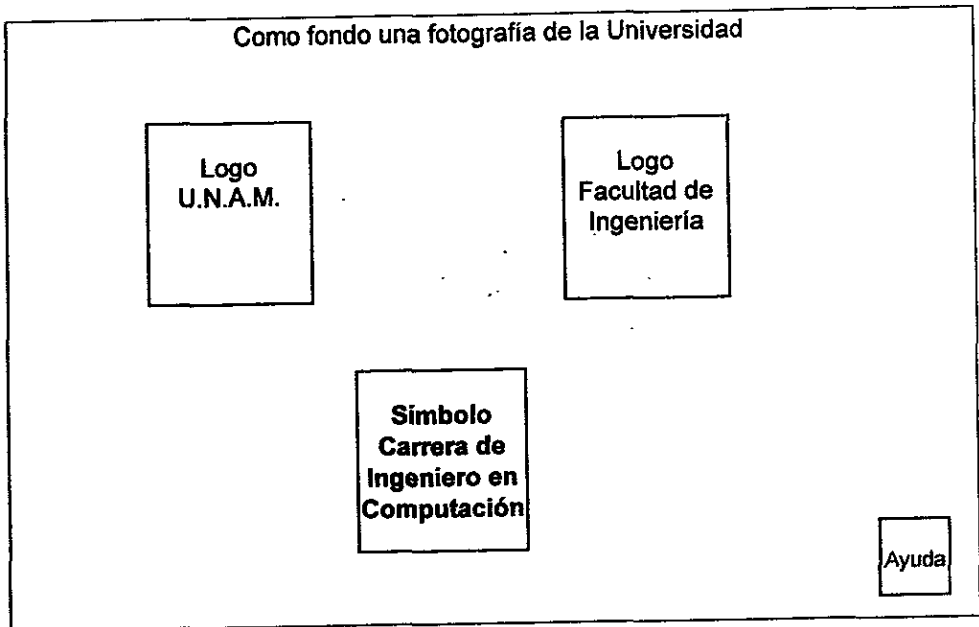 Como fondo una fotografía de la Universidad
Logo
U.N.A.M.
Logo
Facultad de
Ingeniería
Símbolo
Carrera de
Ingeniero en
Computación
Ayuda